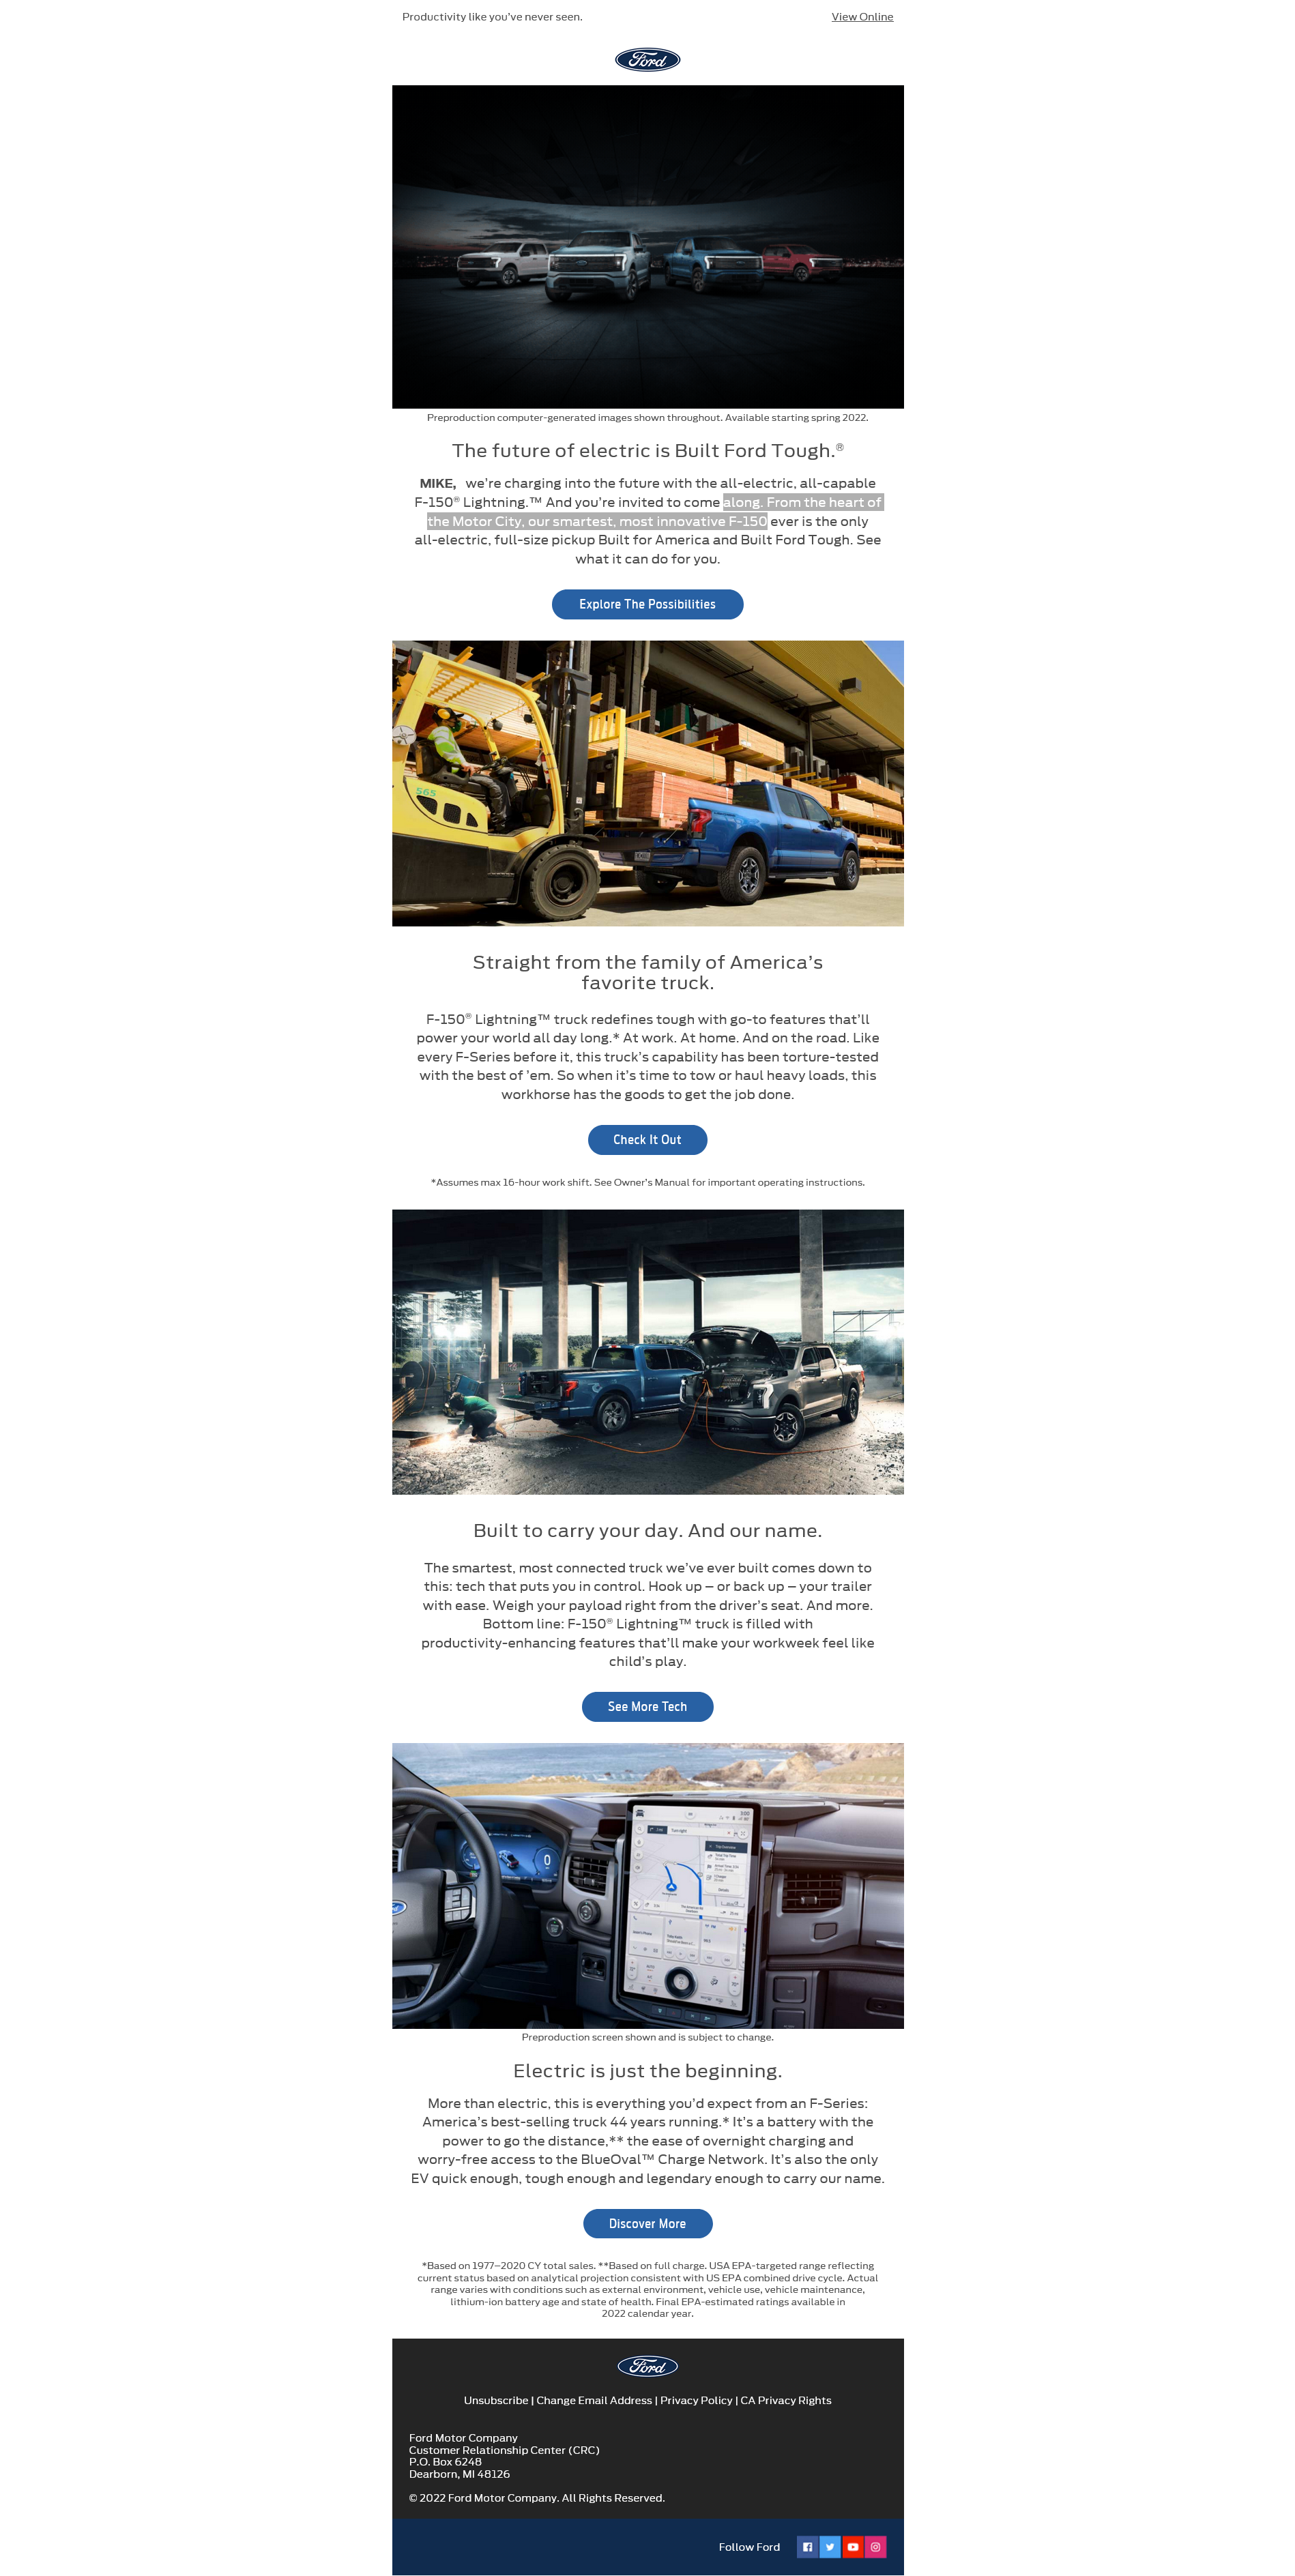 Productivity like you've never seen.
View Online
Ford
Preproduction computer-generated images shown throughout. Available starting spring 2022.
The future of electric is Built Ford Tough.®
MIKE, we're charging into the future with the all-electric, all-capable
F-150® Lightning.™ And you're invited to come along. From the heart of
the Motor City, our smartest, most innovative F-150 ever is the only
all-electric, full-size pickup Built for America and Built Ford Tough. See
what it can do for you.
Explore The Possibilities
565
Straight from the family of America's
favorite truck.
F-150® Lightning™ truck redefines tough with go-to features that'll
power your world all day long.* At work. At home. And on the road. Like
every F-Series before it, this truck's capability has been torture-tested
with the best of 'em. So when it's time to tow or haul heavy loads, this
workhorse has the goods to get the job done.
Check It Out
*Assumes max 16-hour work shift. See Owner's Manual for important operating instructions.
Built to carry your day. And our name.
The smartest, most connected truck we've ever built comes down to
this: tech that puts you in control. Hook up – or back up – your trailer
with ease. Weigh your payload right from the driver's seat. And more.
Bottom line: F-150® Lightning™ truck is filled with
productivity-enhancing features that'll make your workweek feel like
child's play.
See More Tech
0
Preproduction screen shown and is subject to change.
Electric is just the beginning.
More than electric, this is everything you'd expect from an F-Series:
America's best-selling truck 44 years running.* It's a battery with the
power to go the distance,** the ease of overnight charging and
worry-free access to the BlueOval™ Charge Network. It's also the only
EV quick enough, tough enough and legendary enough to carry our name.
Discover More
*Based on 1977–2020 CY total sales. **Based on full charge. USA EPA-targeted range reflecting
current status based on analytical projection consistent with US EPA combined drive cycle. Actual
range varies with conditions such as external environment, vehicle use, vehicle maintenance,
lithium-ion battery age and state of health. Final EPA-estimated ratings available in
2022 calendar year.
Ford
Unsubscribe | Change Email Address | Privacy Policy | CA Privacy Rights
Ford Motor Company
Customer Relationship Center (CRC)
P.O. Box 6248
Dearborn, MI 48126
© 2022 Ford Motor Company. All Rights Reserved.
Follow Ford